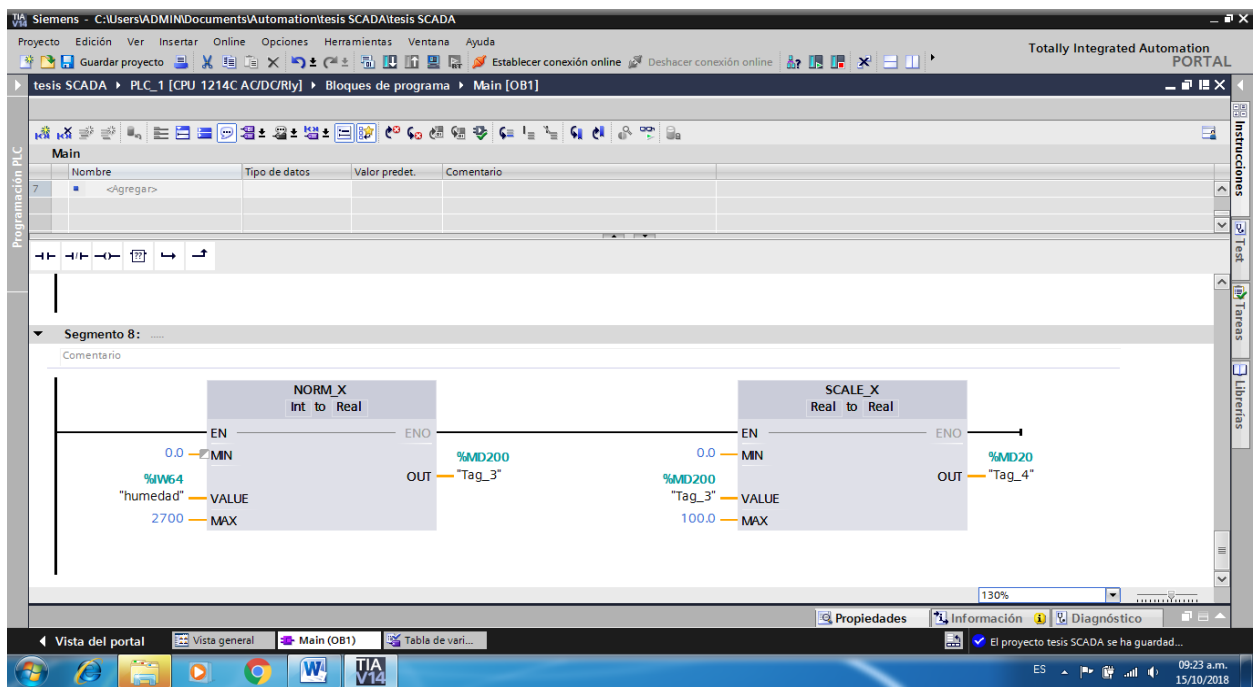 TIA V14 Siemens - C:\Users\ADMIN\Documents\Automation\tesis SCADA\tesis SCADA
Proyecto Edición Ver Insertar Online Opciones Herramientas Ventana Ayuda
Totally Integrated Automation
PORTAL
Guardar proyecto Establecer conexión online Deshacer conexión online
tesis SCADA PLC_1 [CPU 1214C AC/DC/Rly] Bloques de programa Main [OB1]
Programación PLC
Instrucciones
Test
Tareas
Librerías
Main
Nombre Tipo de datos Valor predet. Comentario
7 <Agregar>
??
Segmento 8: .....
Comentario
NORM_X SCALE_X
Int to Real Real to Real
EN ENO EN ENO
0.0 MIN %MD200 0.0 MIN %MD20
%IW64 OUT "Tag_3" %MD200 OUT "Tag_4"
"humedad" VALUE "Tag_3" VALUE
2700 MAX 100.0 MAX
130%
Propiedades Información Diagnóstico
Vista del portal Vista general Main (OB1) Tabla de vari... El proyecto tesis SCADA se ha guardad...
W TIA V14 ES 09:23 a.m.
15/10/2018